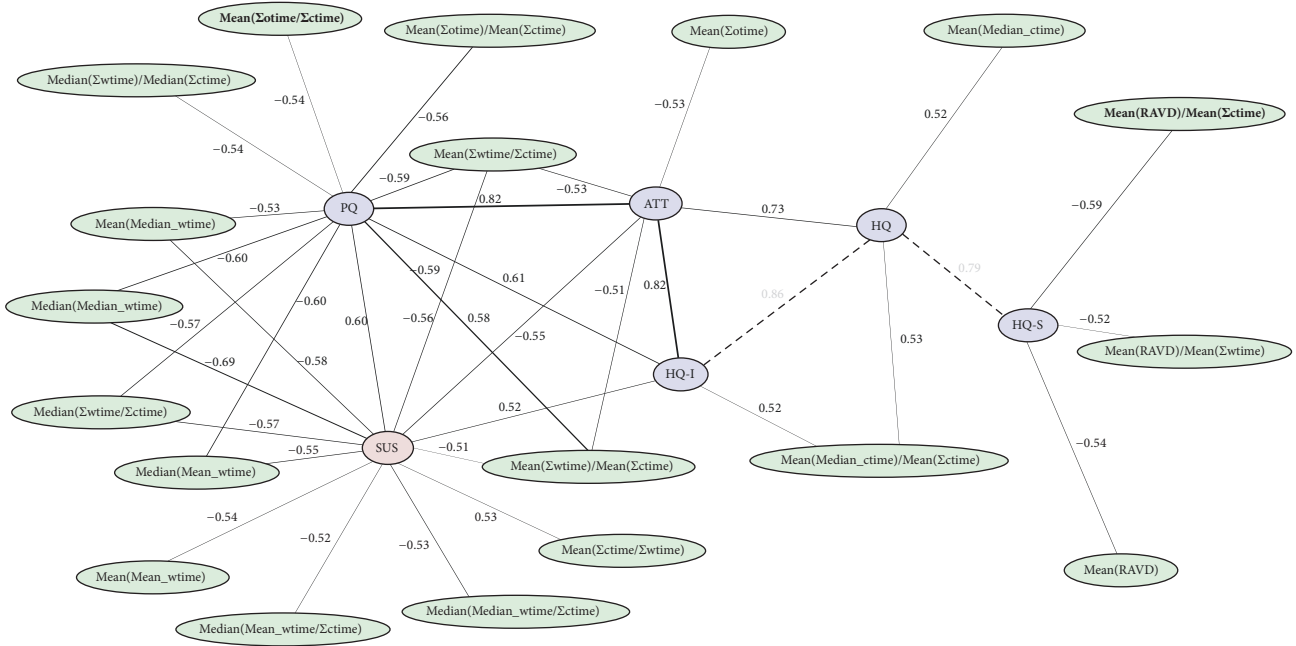 Mean(Σotime/Σctime)
Mean(Σotime)/Mean(Σctime)
Mean(Σotime)
Mean(Median_ctime)
Median(Σwtime)/Median(Σctime)
−0.54
−0.53
−0.56
0.52
Mean(RAVD)/Mean(Σctime)
−0.54
Mean(Σwtime/Σctime)
−0.59
−0.53
0.82
−0.53
PQ
ATT
0.73
−0.59
Mean(Median_wtime)
HQ
−0.60
−0.59
0.61
0.79
−0.51
0.82
0.86
Median(Median_wtime)
−0.60
−0.57
0.60
−0.56
0.58
−0.55
HQ-S
−0.52
Mean(RAVD)/Mean(Σwtime)
0.53
−0.69
−0.58
HQ-I
Median(Σwtime/Σctime)
0.52
0.52
−0.57
−0.55
SUS
−0.51
−0.54
Median(Mean_wtime)
Mean(Σwtime)/Mean(Σctime)
Mean(Median_ctime)/Mean(Σctime)
−0.54
−0.52
−0.53
0.53
Mean(Σctime/Σwtime)
Mean(Mean_wtime)
Mean(RAVD)
Median(Median_wtime/Σctime)
Median(Mean_wtime/Σctime)